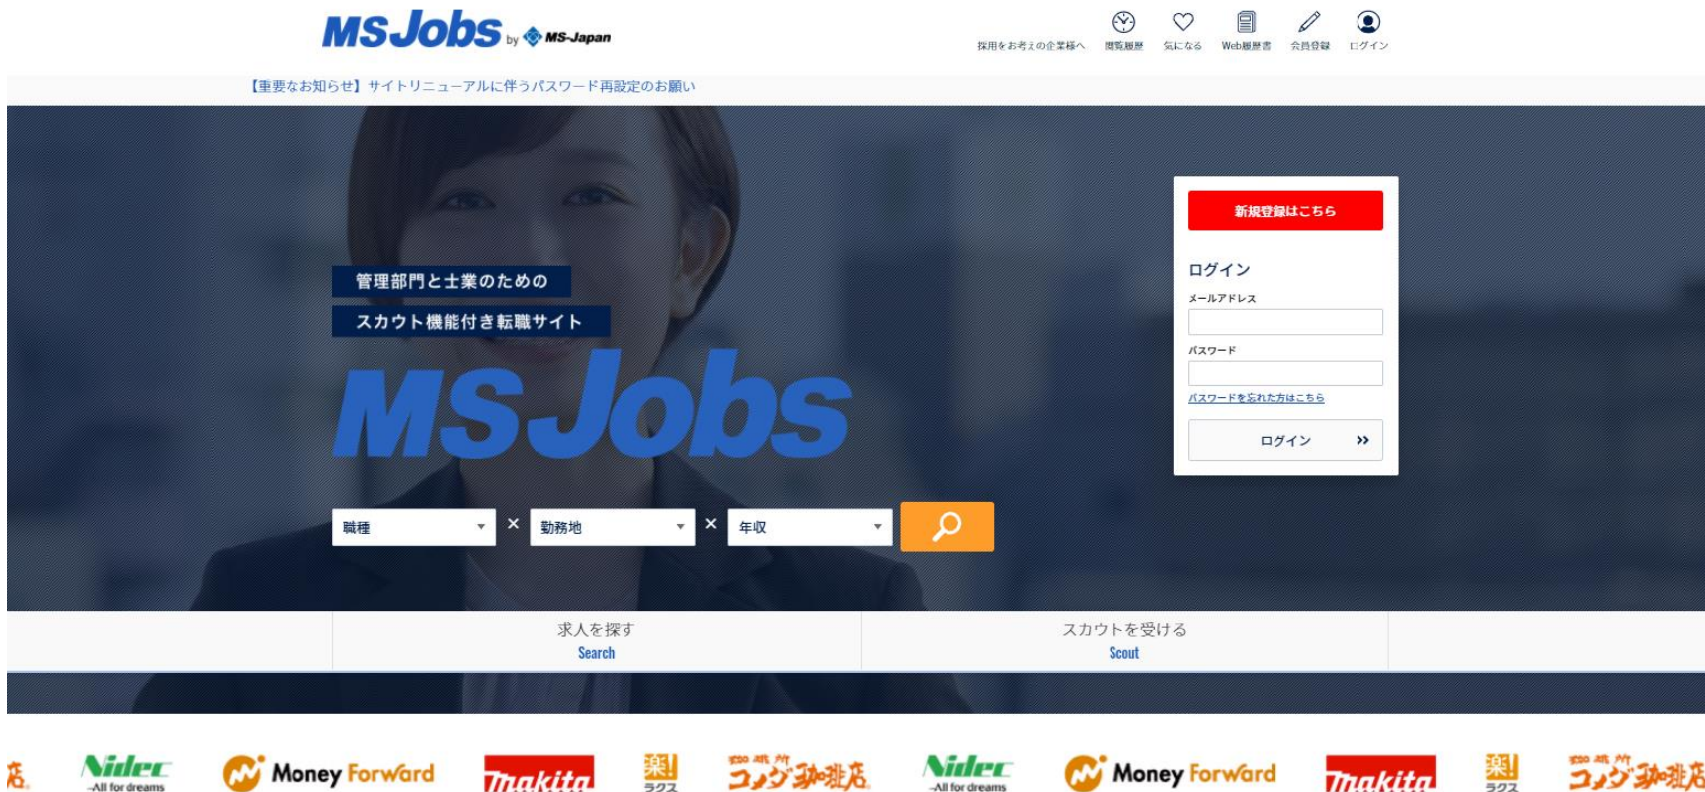 MS Jobs by MS-Japan
採用をお考えの企業様へ
閲覧履歴
気になる
Web履歴書
会員登録
ログイン
【重要なお知らせ】サイトリニューアルに伴うパスワード再設定のお願い
新規登録はこちら
ログイン
メールアドレス
パスワード
パスワードを忘れた方はこちら
ログイン
管理部門と士業のための
スカウト機能付き転職サイト
MS Jobs
職種 × 勤務地 × 年収
求人を探す
Search
スカウトを受ける
Scout
店。
Nidec
-All for dreams
Money Forward
makita
楽!
ラクス
珈琲所
コメダ珈琲店。
Nidec
-All for dreams
Money Forward
makita
楽!
ラクス
珈琲所
コメダ珈琲店